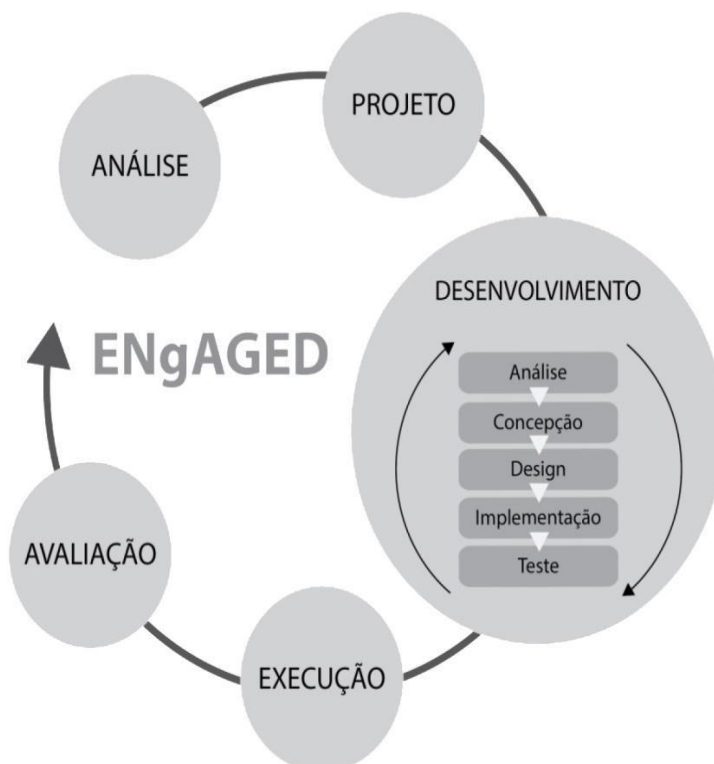 ANÁLISE
PROJETO
DESENVOLVIMENTO
Análise
Concepção
Design
Implementação
Teste
EXECUÇÃO
AVALIAÇÃO
ENgAGED